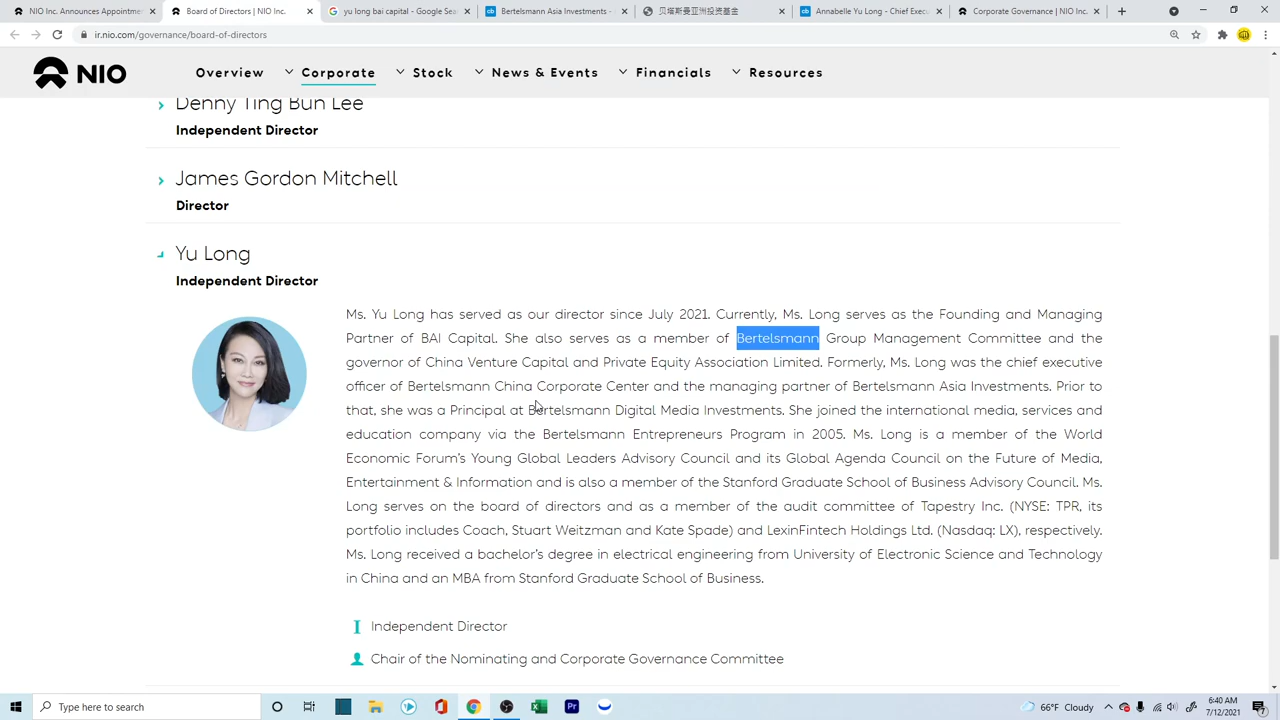 NIO Inc. Announces Appointmen
Board of Directors | NIO Inc.
yu long bai capital - Google Sea
Bertelsmann Asia Investments -
贝塔斯曼亚洲投资基金
Annabelle Yu Long - Chief Exec
Corporate Governance | NIO Inc.
ir.nio.com/governance/board-of-directors
NIO
Overview
Corporate
Stock
News & Events
Financials
Resources
Denny Ting Bun Lee
Independent Director
James Gordon Mitchell
Director
Yu Long
Independent Director
Ms. Yu Long has served as our director since July 2021. Currently, Ms. Long serves as the Founding and Managing
Partner of BAI Capital. She also serves as a member of Bertelsmann Group Management Committee and the
governor of China Venture Capital and Private Equity Association Limited. Formerly, Ms. Long was the chief executive
officer of Bertelsmann China Corporate Center and the managing partner of Bertelsmann Asia Investments. Prior to
that, she was a Principal at Bertelsmann Digital Media Investments. She joined the international media, services and
education company via the Bertelsmann Entrepreneurs Program in 2005. Ms. Long is a member of the World
Economic Forum's Young Global Leaders Advisory Council and its Global Agenda Council on the Future of Media,
Entertainment & Information and is also a member of the Stanford Graduate School of Business Advisory Council. Ms.
Long serves on the board of directors and as a member of the audit committee of Tapestry Inc. (NYSE: TPR, its
portfolio includes Coach, Stuart Weitzman and Kate Spade) and LexinFintech Holdings Ltd. (Nasdaq: LX), respectively.
Ms. Long received a bachelor's degree in electrical engineering from University of Electronic Science and Technology
in China and an MBA from Stanford Graduate School of Business.
Independent Director
Chair of the Nominating and Corporate Governance Committee
Type here to search
66°F Cloudy
6:40 AM
7/12/2021